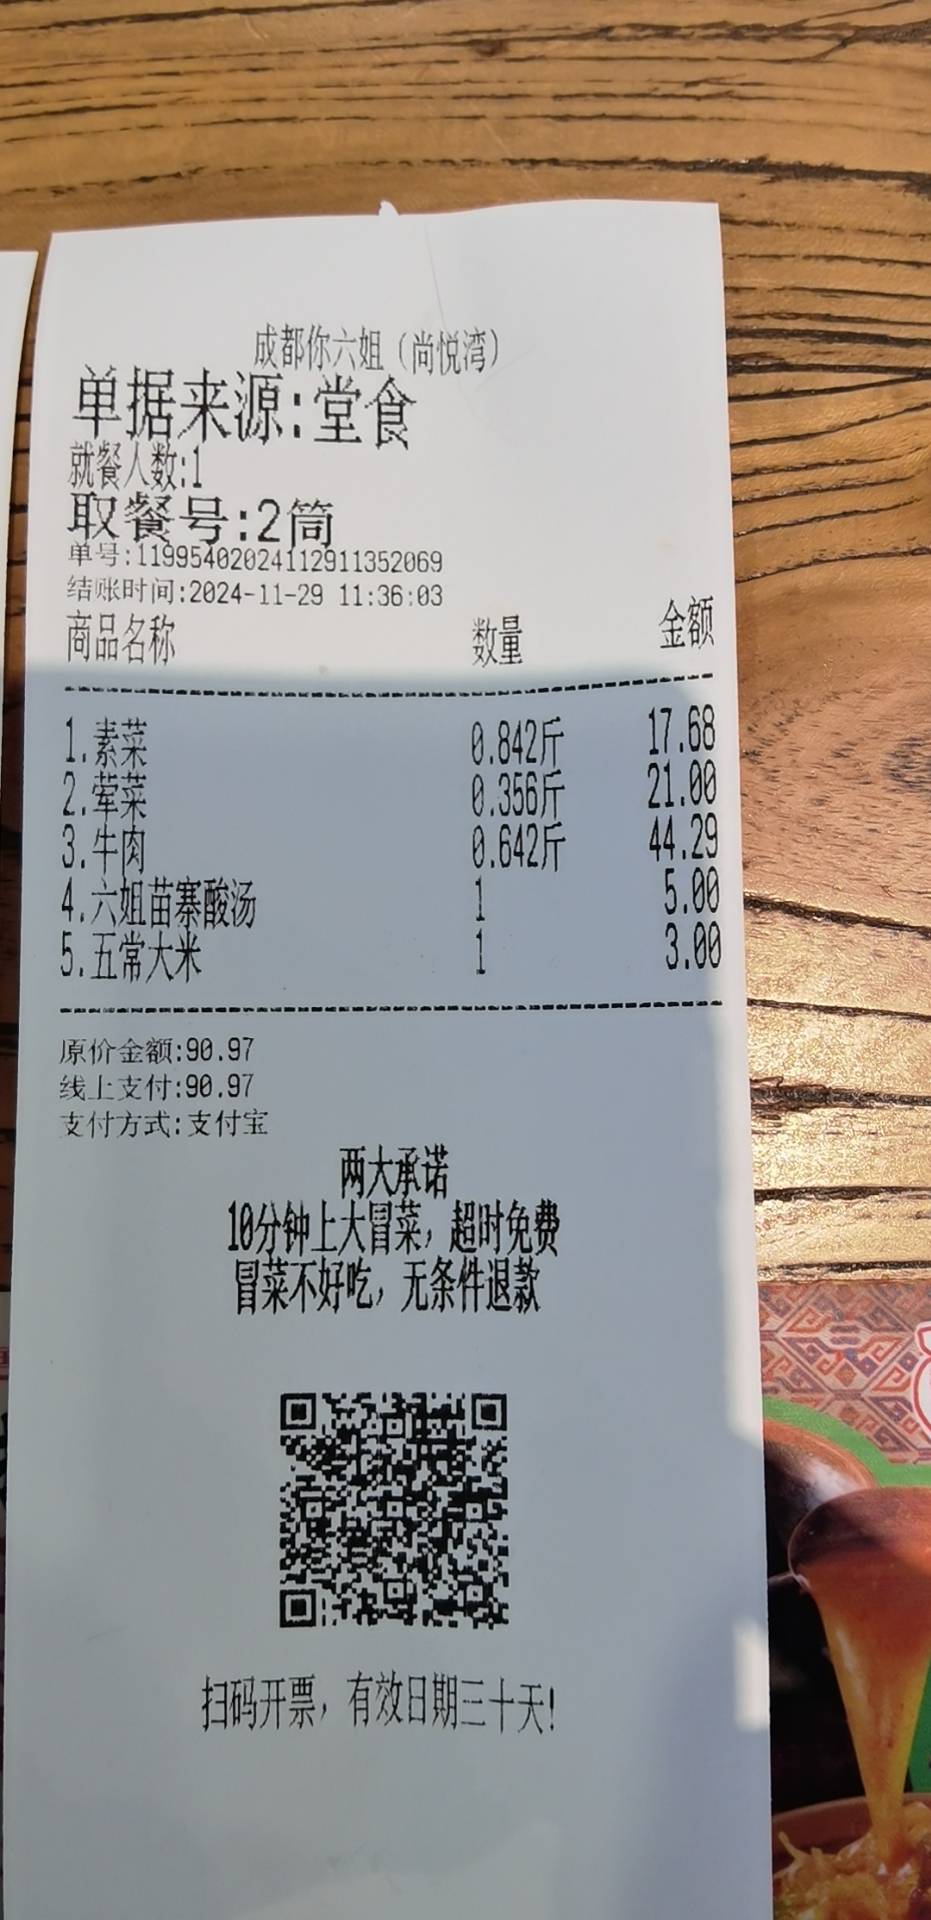 成都你六姐（尚悦湾）
单据来源:堂食
就餐人数:1
取餐号:2筒
单号:11995402024112911352069
结账时间:2024-11-29 11:36:03
商品名称 数量 金额
1.素菜 0.842斤 17.68
2.荤菜 0.356斤 21.00
3.牛肉 0.642斤 44.29
4.六姐苗寨酸汤 1 5.00
5.五常大米 1 3.00
原价金额:90.97
线上支付:90.97
支付方式:支付宝
两大承诺
10分钟上大冒菜，超时免费
冒菜不好吃，无条件退款
扫码开票，有效日期三十天!